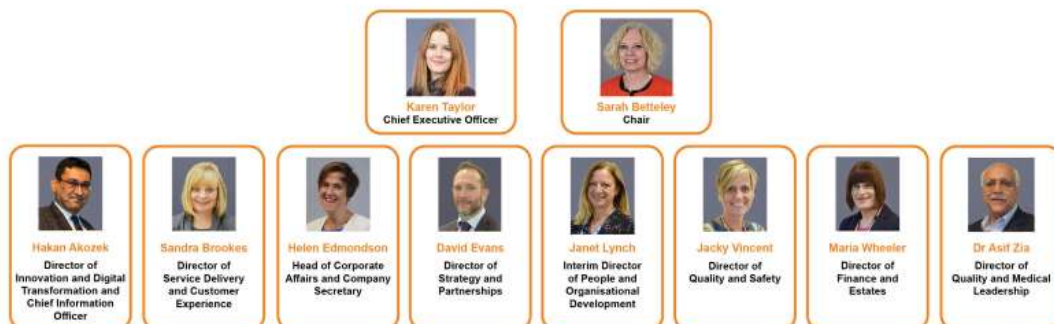 Karen Taylor
Chief Executive Officer
Sarah Betteley
Chair
Hakan Akozek
Director of
Innovation and Digital
Transformation and
Chief Information
Officer
Sandra Brookes
Director of
Service Delivery
and Customer
Experience
Helen Edmondson
Head of Corporate
Affairs and Company
Secretary
David Evans
Director of
Strategy and
Partnerships
Janet Lynch
Interim Director
of People and
Organisational
Development
Jacky Vincent
Director of
Quality and Safety
Maria Wheeler
Director of
Finance and
Estates
Dr Asif Zia
Director of
Quality and Medical
Leadership